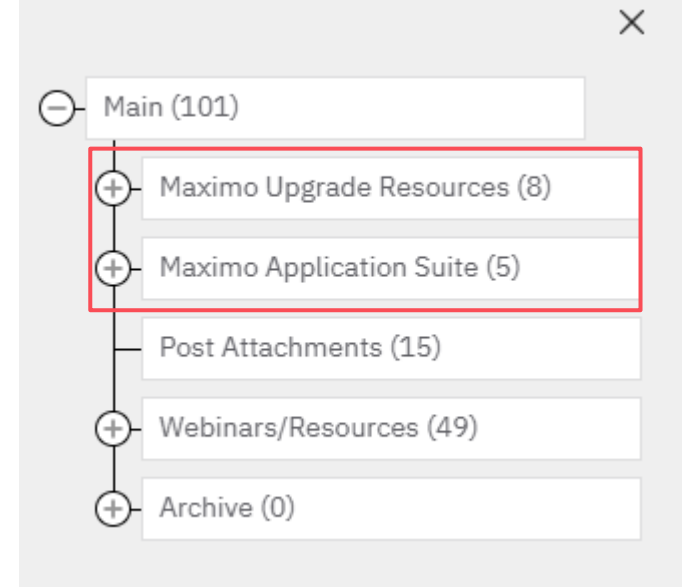 Main (101)
Maximo Upgrade Resources (8)
Maximo Application Suite (5)
Post Attachments (15)
Webinars/Resources (49)
Archive (0)